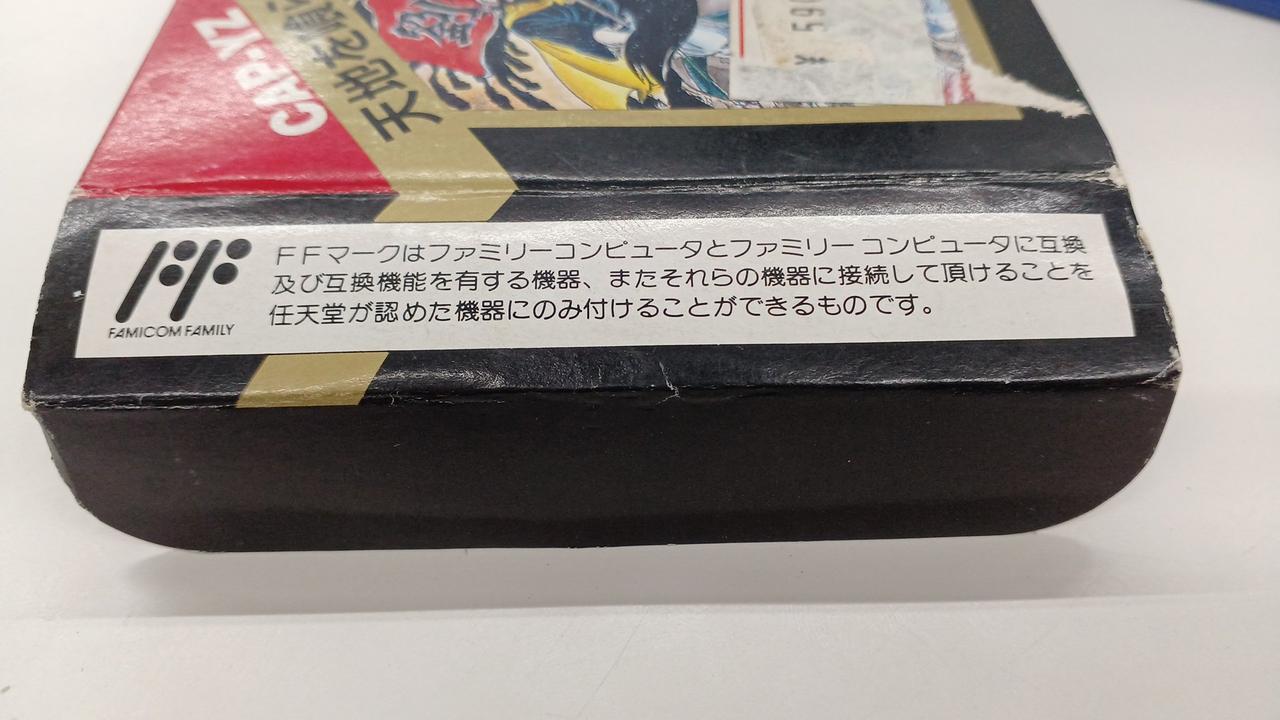 CAP-YZ
天地を喰
¥ 590
FAMICOM FAMILY
FFマークはファミリーコンピュータとファミリーコンピュータに互換
及び互換機能を有する機器、またそれらの機器に接続して頂けることを
任天堂が認めた機器にのみ付けることができるものです。